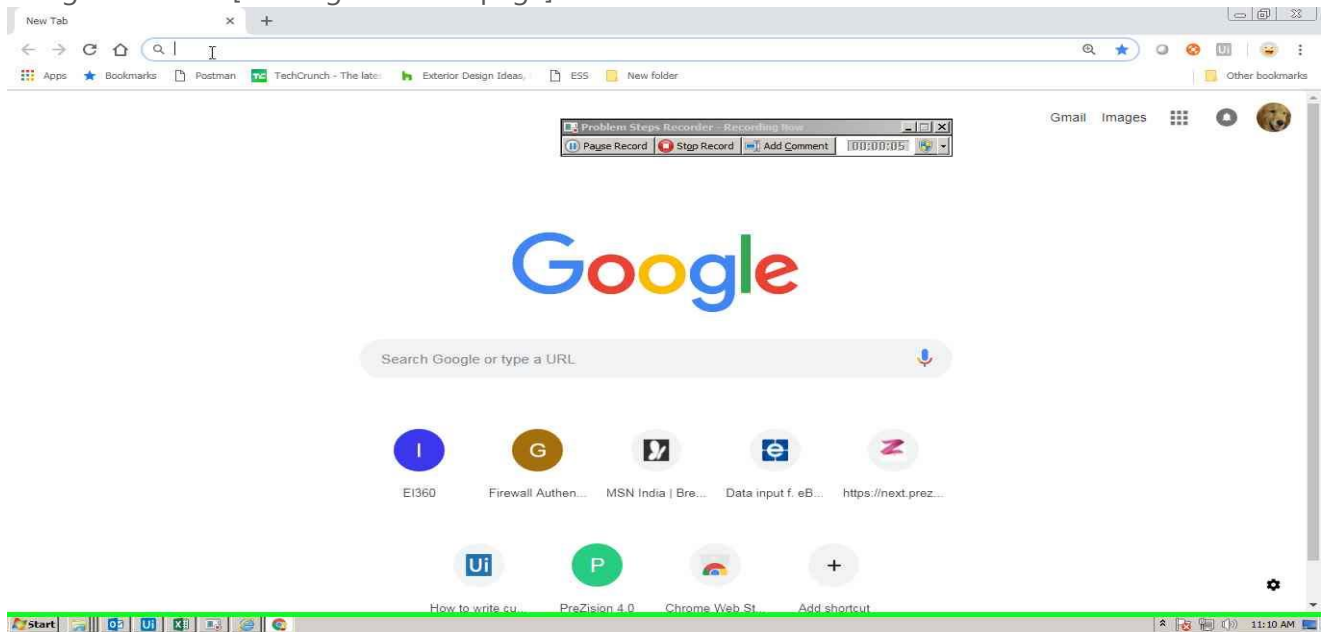 New Tab
Apps Bookmarks Postman TechCrunch - The late Exterior Design Ideas, ESS New folder Other bookmarks
Gmail Images
Problem Steps Recorder - Recording Now
Pause Record Stop Record Add Comment 00:00:05
Google
Search Google or type a URL
I G
EI360 Firewall Authen... MSN India | Bre... Data input f. eB... https://next.prez...
Ui P
How to write cu... PreZision 4.0 Chrome Web St... Add shortcut
Start 11:10 AM